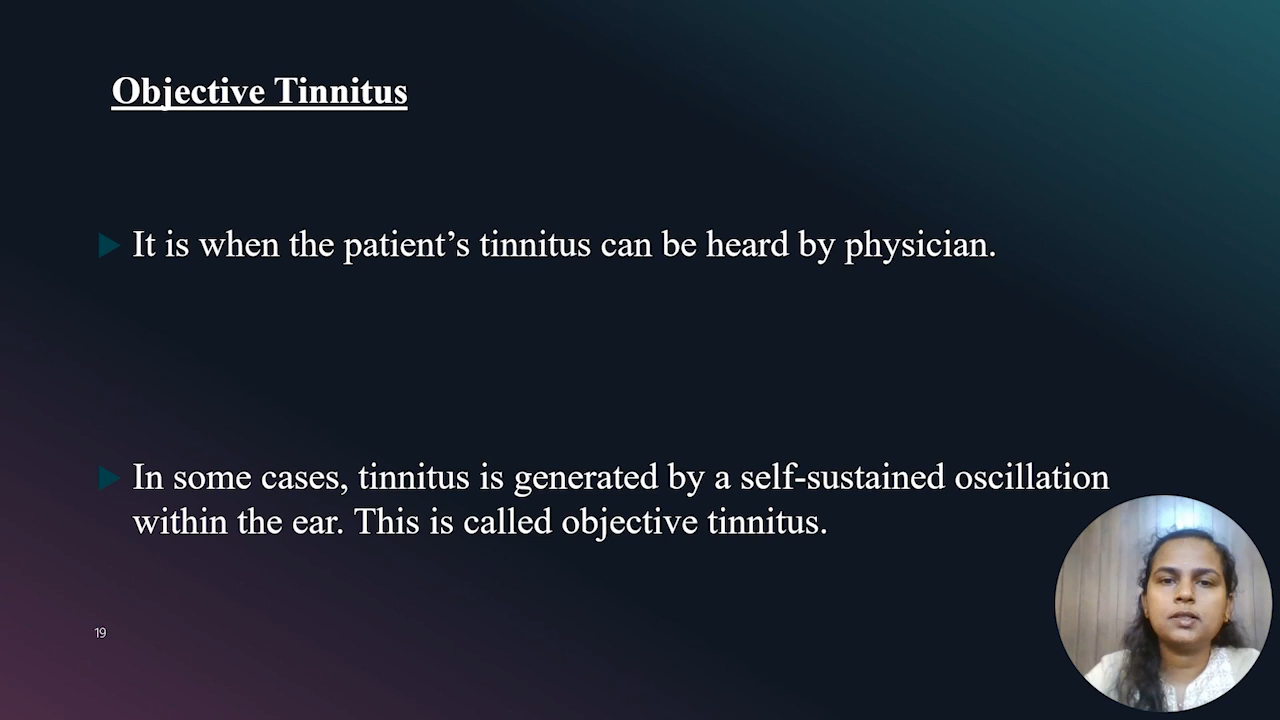 Objective Tinnitus
It is when the patient’s tinnitus can be heard by physician.
In some cases, tinnitus is generated by a self-sustained oscillation
within the ear. This is called objective tinnitus.
19